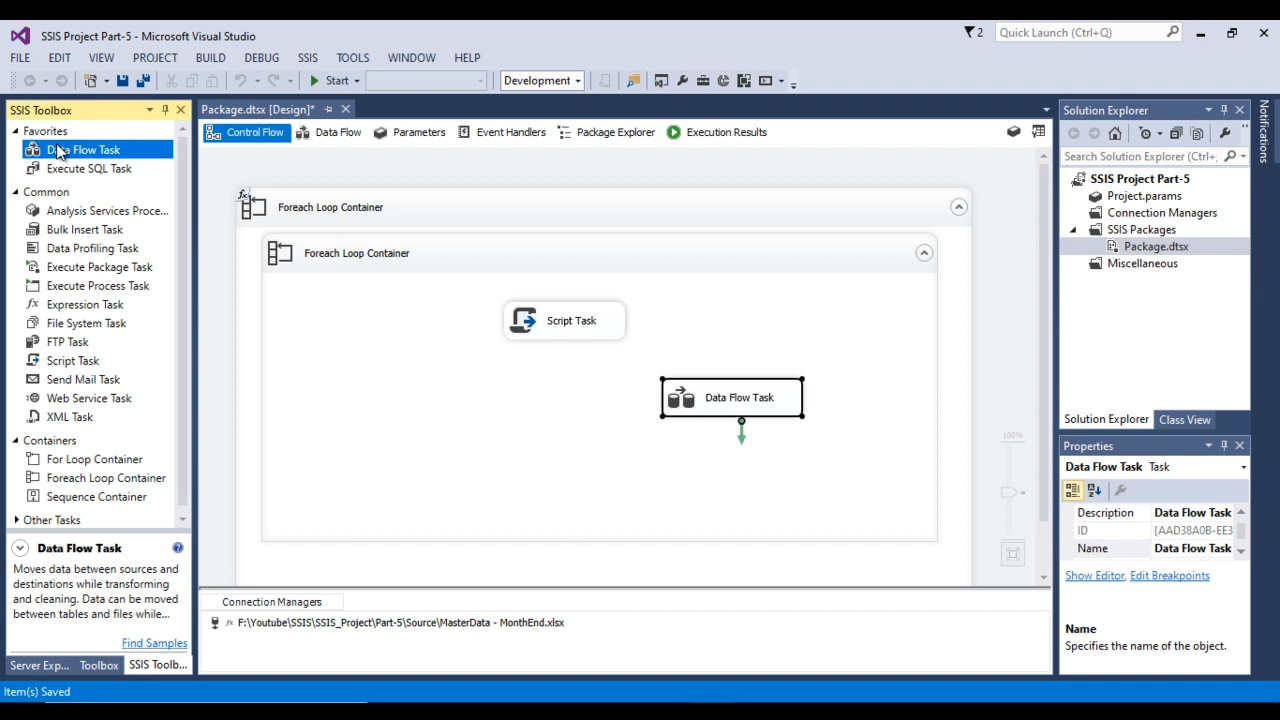 SSIS Project Part-5 - Microsoft Visual Studio
2
Quick Launch (Ctrl+Q)
FILE EDIT VIEW PROJECT BUILD DEBUG SSIS TOOLS WINDOW HELP
Start Development
SSIS Toolbox
Favorites
Data Flow Task
Execute SQL Task
Common
Analysis Services Proce...
Bulk Insert Task
Data Profiling Task
Execute Package Task
Execute Process Task
fx Expression Task
File System Task
FTP Task
Script Task
Send Mail Task
Web Service Task
XML Task
Containers
For Loop Container
Foreach Loop Container
Sequence Container
Other Tasks
Data Flow Task
Moves data between sources and
destinations while transforming
and cleaning. Data can be moved
between tables and files while...
Find Samples
Server Exp... Toolbox SSIS Toolb...
Item(s) Saved
Package.dtsx [Design]*
Control Flow Data Flow Parameters Event Handlers Package Explorer Execution Results
fx
Foreach Loop Container
Foreach Loop Container
Script Task
Data Flow Task
100%
Connection Managers
fx F:\Youtube\SSIS\SSIS_Project\Part-5\Source\MasterData - MonthEnd.xlsx
Solution Explorer
Search Solution Explorer (Ctrl+;
SSIS Project Part-5
Project.params
Connection Managers
SSIS Packages
Package.dtsx
Miscellaneous
Solution Explorer Class View
Properties
Data Flow Task Task
Description Data Flow Task
ID {AAD38A0B-EE3
Name Data Flow Task
Show Editor, Edit Breakpoints
Name
Specifies the name of the object.
Notifications